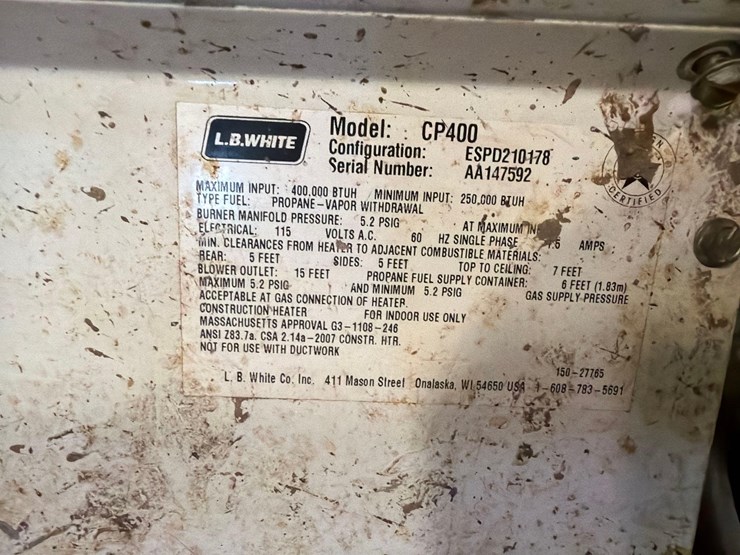 L.B.WHITE
Model: CP400
Configuration: ESPD210178
Serial Number: AA147592
MAXIMUM INPUT: 400,000 BTUH MINIMUM INPUT: 250,000 BTUH
TYPE FUEL: PROPANE-VAPOR WITHDRAWAL
BURNER MANIFOLD PRESSURE: 5.2 PSIG AT MAXIMUM IN
ELECTRICAL: 115 VOLTS A.C. 60 HZ SINGLE PHASE AMPS
MIN. CLEARANCES FROM HEATER TO ADJACENT COMBUSTIBLE MATERIALS:
REAR: 5 FEET SIDES: 5 FEET TOP TO CEILING: 7 FEET
BLOWER OUTLET: 15 FEET PROPANE FUEL SUPPLY CONTAINER: 6 FEET (1.83m)
MAXIMUM 5.2 PSIG AND MINIMUM 5.2 PSIG GAS SUPPLY PRESSURE
ACCEPTABLE AT GAS CONNECTION OF HEATER.
CONSTRUCTION HEATER FOR INDOOR USE ONLY
MASSACHUSETTS APPROVAL G3-1108-246
ANSI Z83.7a. CSA 2.14a-2007 CONSTR. HTR.
NOT FOR USE WITH DUCTWORK
150-27765
L. B. White Co. Inc. 411 Mason Street Onalaska, WI 54650 USA 1-608-783-5691
CERTIFIED